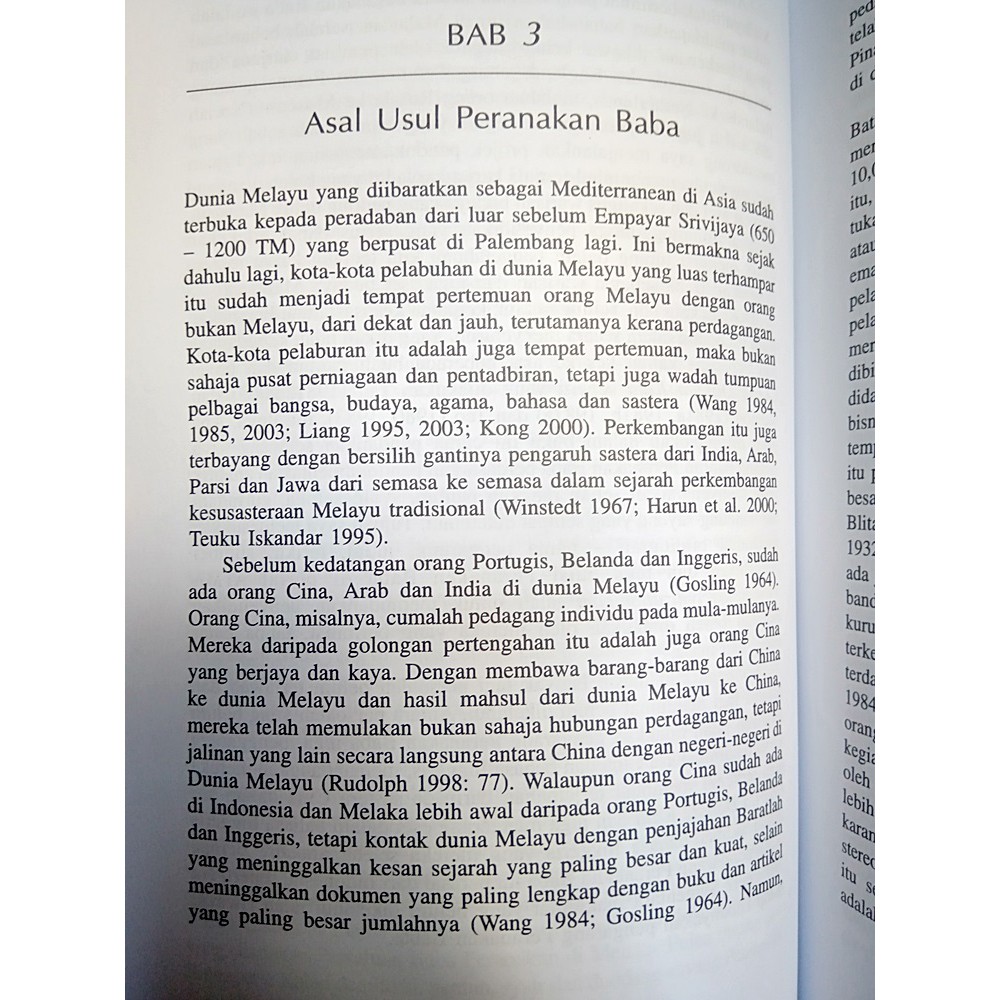 BAB 3
Asal Usul Peranakan Baba
Dunia Melayu yang diibaratkan sebagai Mediterranean di Asia sudah
terbuka kepada peradaban dari luar sebelum Empayar Srivijaya (650
– 1200 TM) yang berpusat di Palembang lagi. Ini bermakna sejak
dahulu lagi, kota-kota pelabuhan di dunia Melayu yang luas terhampar
itu sudah menjadi tempat pertemuan orang Melayu dengan orang
bukan Melayu, dari dekat dan jauh, terutamanya kerana perdagangan.
Kota-kota pelaburan itu adalah juga tempat pertemuan, maka bukan
sahaja pusat perniagaan dan pentadbiran, tetapi juga wadah tumpuan
pelbagai bangsa, budaya, agama, bahasa dan sastera (Wang 1984,
1985, 2003; Liang 1995, 2003; Kong 2000). Perkembangan itu juga
terbayang dengan bersilih gantinya pengaruh sastera dari India, Arab,
Parsi dan Jawa dari semasa ke semasa dalam sejarah perkembangan
kesusasteraan Melayu tradisional (Winstedt 1967; Harun et al. 2000;
Teuku Iskandar 1995).
Sebelum kedatangan orang Portugis, Belanda dan Inggeris, sudah
ada orang Cina, Arab dan India di dunia Melayu (Gosling 1964).
Orang Cina, misalnya, cumalah pedagang individu pada mula-mulanya.
Mereka daripada golongan pertengahan itu adalah juga orang Cina
yang berjaya dan kaya. Dengan membawa barang-barang dari China
ke dunia Melayu dan hasil mahsul dari dunia Melayu ke China,
mereka telah memulakan bukan sahaja hubungan perdagangan, tetapi
jalinan yang lain secara langsung antara China dengan negeri-negeri di
Dunia Melayu (Rudolph 1998: 77). Walaupun orang Cina sudah ada
di Indonesia dan Melaka lebih awal daripada orang Portugis, Belanda
dan Inggeris, tetapi kontak dunia Melayu dengan penjajahan Baratlah
yang meninggalkan kesan sejarah yang paling besar dan kuat, selain
meninggalkan dokumen yang paling lengkap dengan buku dan artikel
yang paling besar jumlahnya (Wang 1984; Gosling 1964). Namun,
di
itu,
1984
oleh
lebih